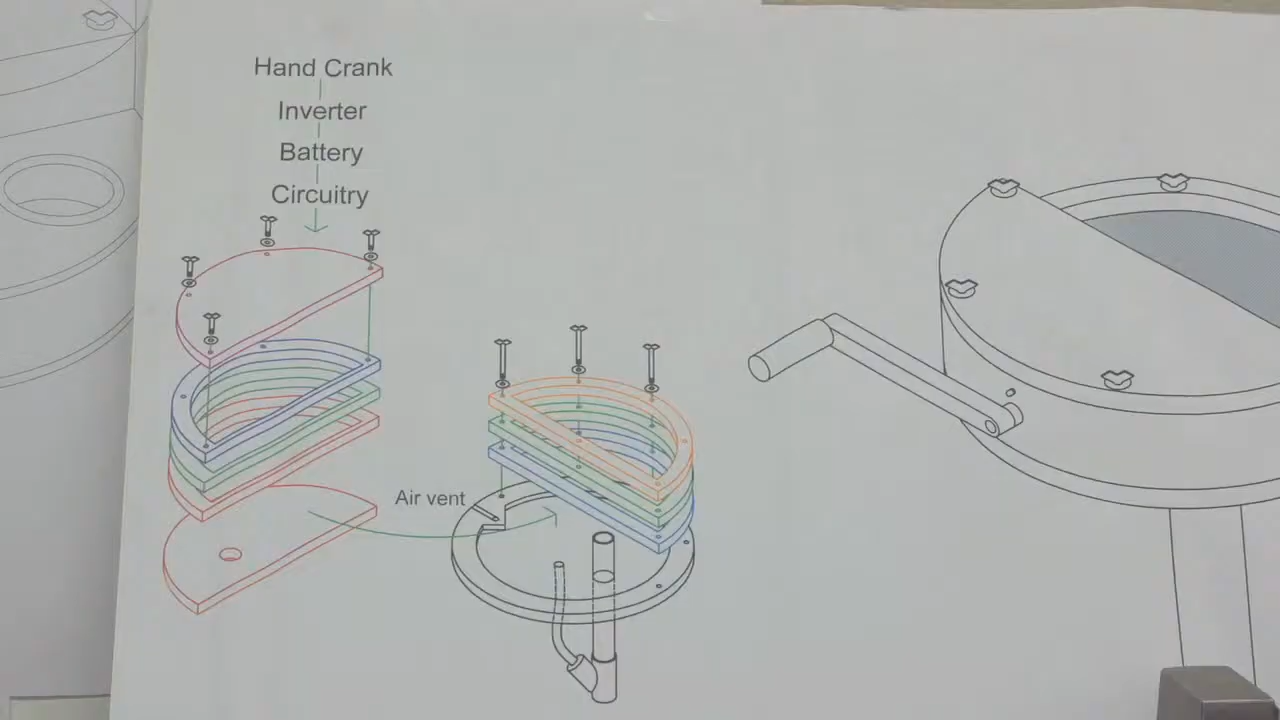 Hand Crank
Inverter
Battery
Circuitry
Air vent